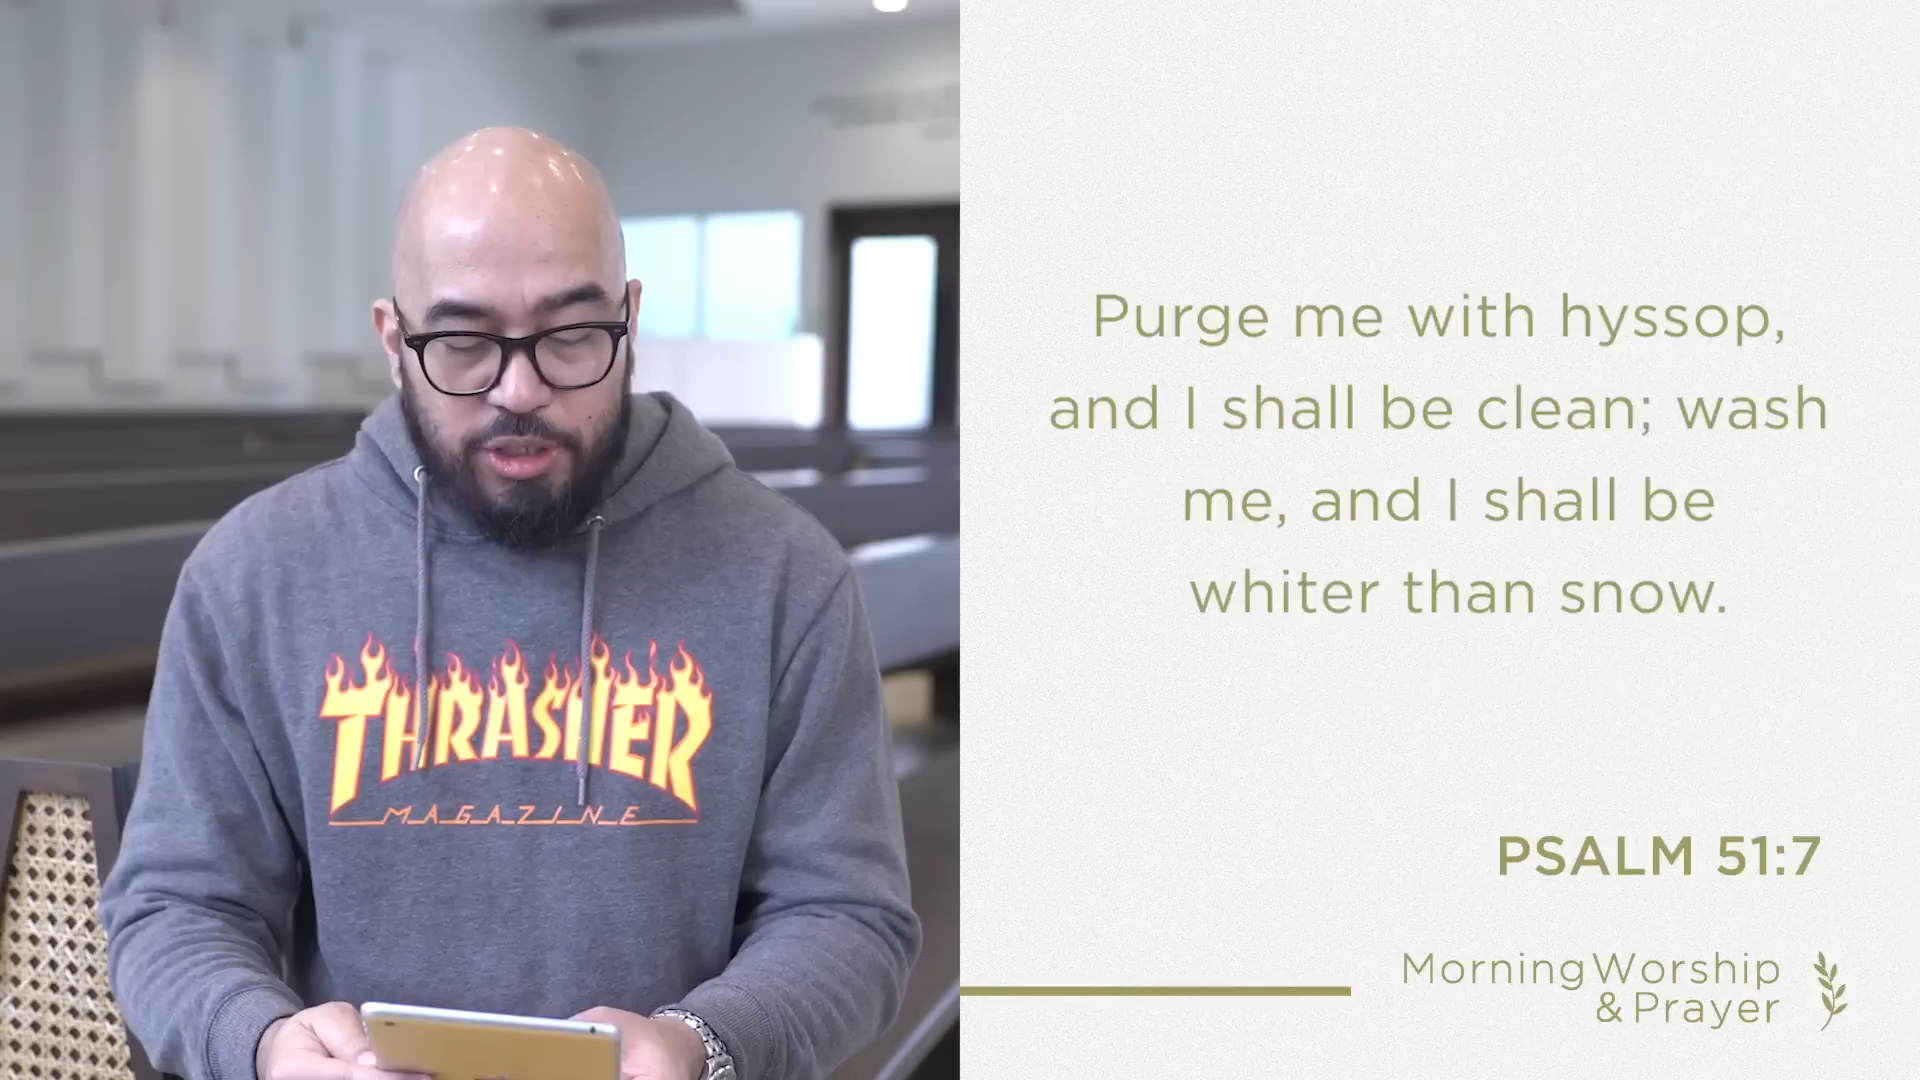 THRASHER
MAGAZINE
Purge me with hyssop,
and I shall be clean; wash
me, and I shall be
whiter than snow.
PSALM 51:7
Morning Worship
& Prayer